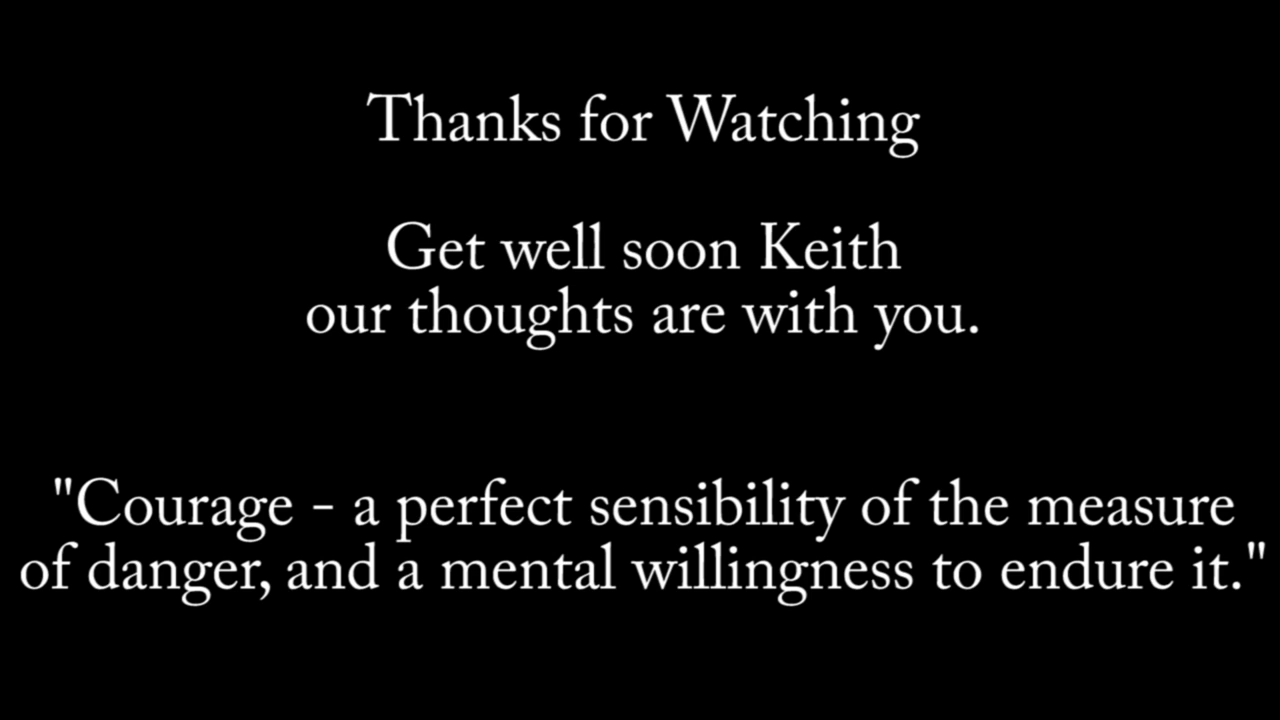 Thanks for Watching
Get well soon Keith
our thoughts are with you.
"Courage - a perfect sensibility of the measure
of danger, and a mental willingness to endure it."